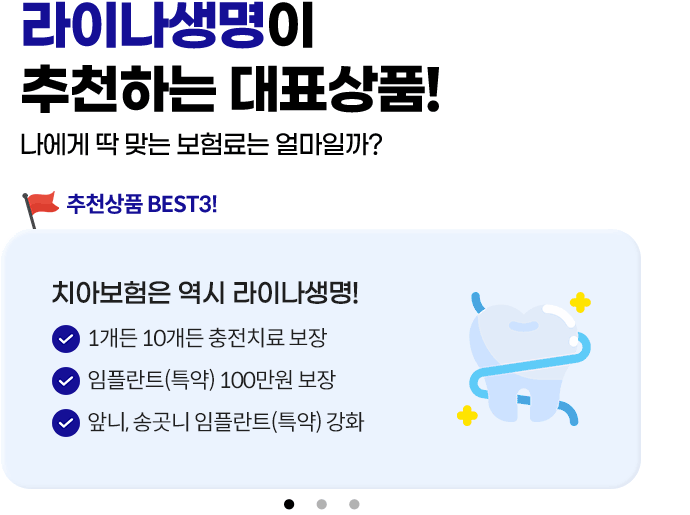 라이나생명이
추천하는 대표상품!
나에게 딱 맞는 보험료는 얼마일까?
추천상품 BEST3!
치아보험은 역시 라이나생명!
1개든 10개든 충전치료 보장
임플란트(특약) 100만원 보장
앞니, 송곳니 임플란트(특약) 강화